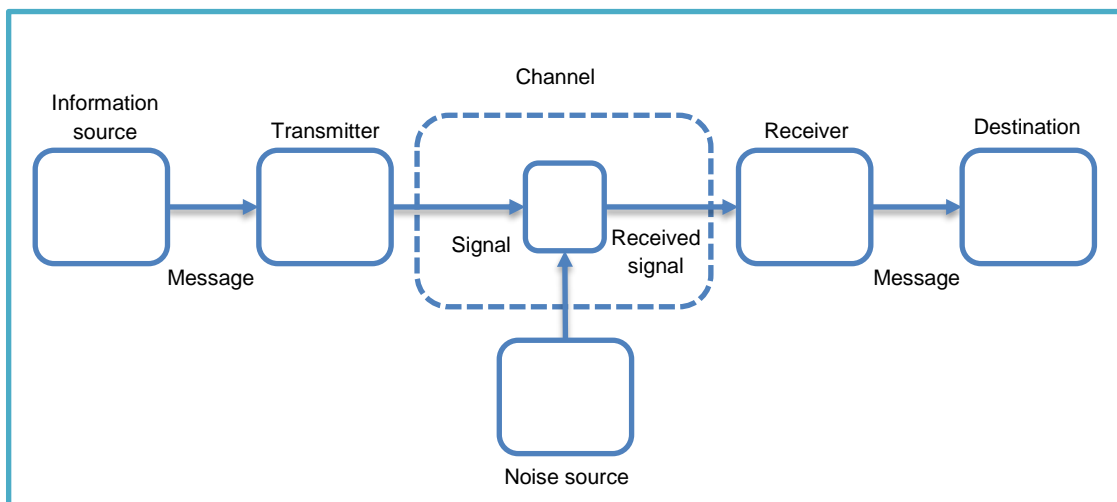 Channel
Information
source
Transmitter
Receiver
Destination
Signal
Received
signal
Message
Message
Noise source